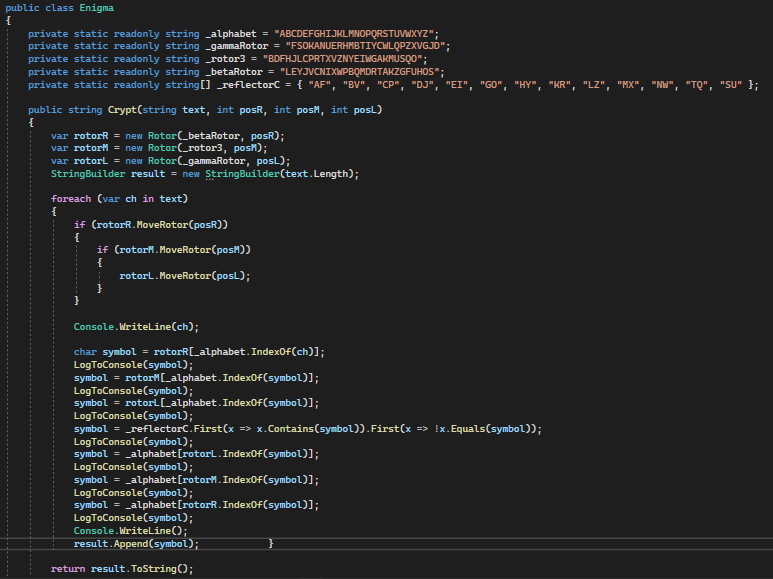 public class Enigma
{
private static readonly string _alphabet = "ABCDEFGHIJKLMNOPQRSTUVWXYZ";
private static readonly string _gammaRotor = "FSOKANUERHMBTIYCWLQPZXVGJD";
private static readonly string _rotor3 = "BDFHJLCPRTXVZNYEIWGAKMUSQO";
private static readonly string _betaRotor = "LEYJVCNIXWPBQMDRTAKZGFUHOS";
private static readonly string[] _reflectorC = { "AF", "BV", "CP", "DJ", "EI", "GO", "HY", "KR", "LZ", "MX", "NW", "TQ", "SU" };
public string Crypt(string text, int posR, int posM, int posL)
{
var rotorR = new Rotor(_betaRotor, posR);
var rotorM = new Rotor(_rotor3, posM);
var rotorL = new Rotor(_gammaRotor, posL);
StringBuilder result = new StringBuilder(text.Length);
foreach (var ch in text)
{
if (rotorR.MoveRotor(posR))
{
if (rotorM.MoveRotor(posM))
{
rotorL.MoveRotor(posL);
}
}
Console.WriteLine(ch);
char symbol = rotorR[_alphabet.IndexOf(ch)];
LogToConsole(symbol);
symbol = rotorM[_alphabet.IndexOf(symbol)];
LogToConsole(symbol);
symbol = rotorL[_alphabet.IndexOf(symbol)];
LogToConsole(symbol);
symbol = _reflectorC.First(x => x.Contains(symbol)).First(x => !x.Equals(symbol));
LogToConsole(symbol);
symbol = _alphabet[rotorL.IndexOf(symbol)];
LogToConsole(symbol);
symbol = _alphabet[rotorM.IndexOf(symbol)];
LogToConsole(symbol);
symbol = _alphabet[rotorR.IndexOf(symbol)];
LogToConsole(symbol);
Console.WriteLine();
result.Append(symbol); }
return result.ToString();